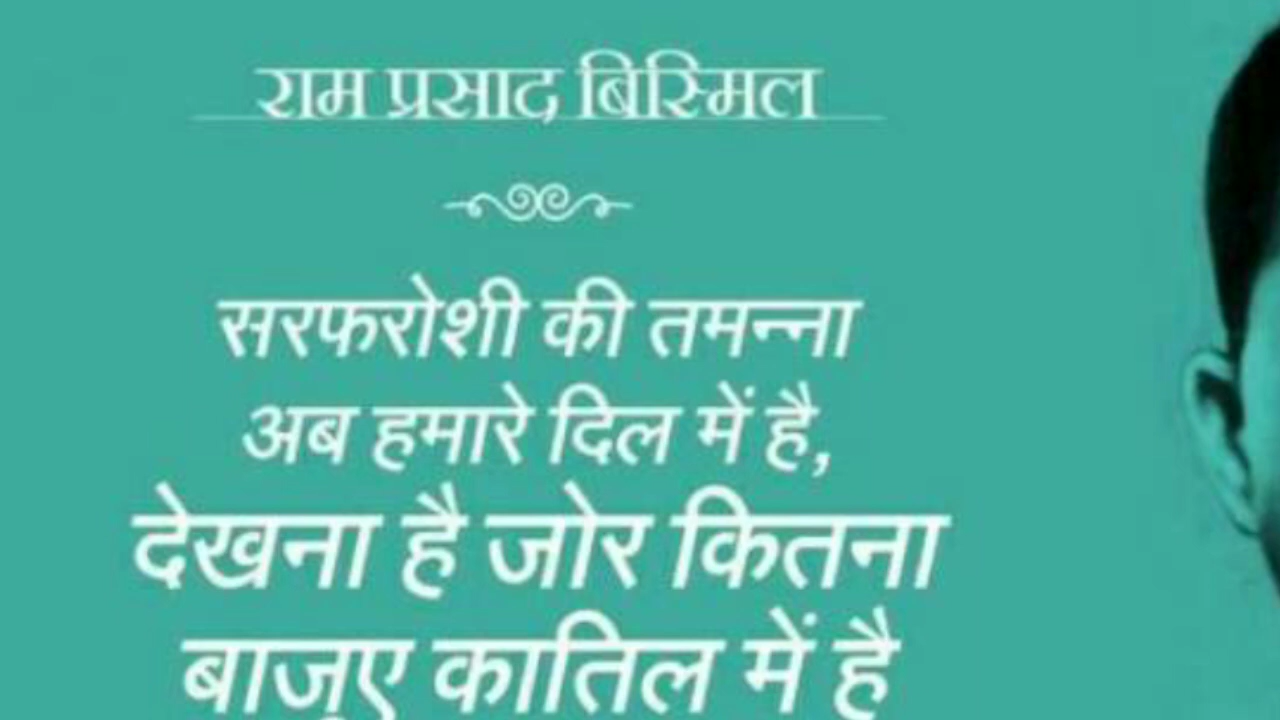 राम प्रसाद बिस्मिल
सरफरोशी की तमन्ना
अब हमारे दिल में है,
देखना है जोर कितना
बाजूए कातिल में है